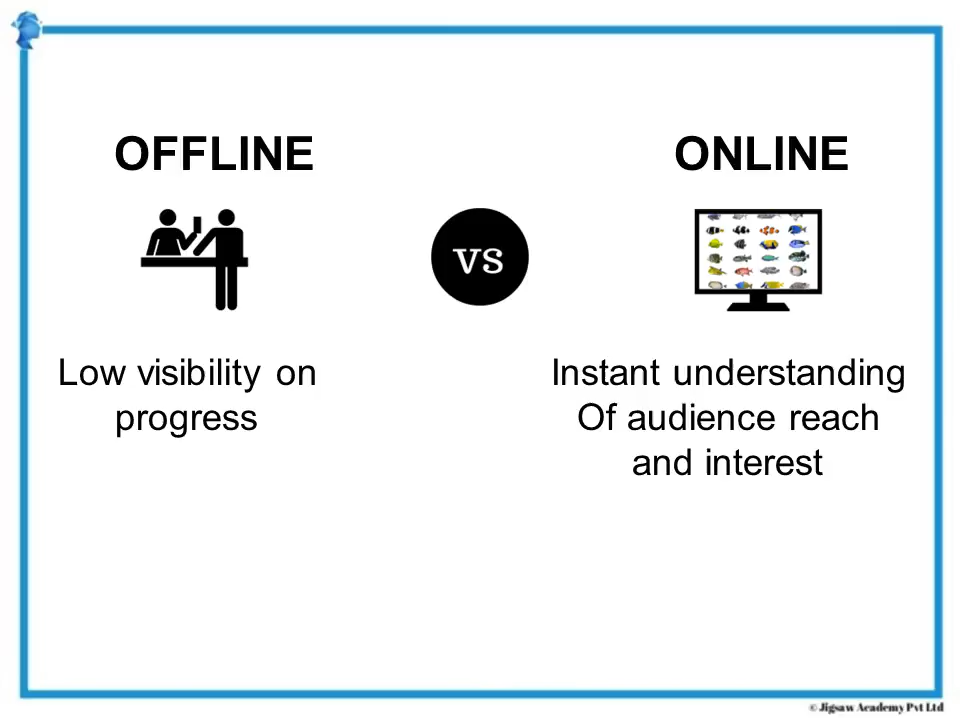 OFFLINE
ONLINE
vs
Low visibility on
progress
Instant understanding
Of audience reach
and interest
© Jigsaw Academy Pvt Ltd